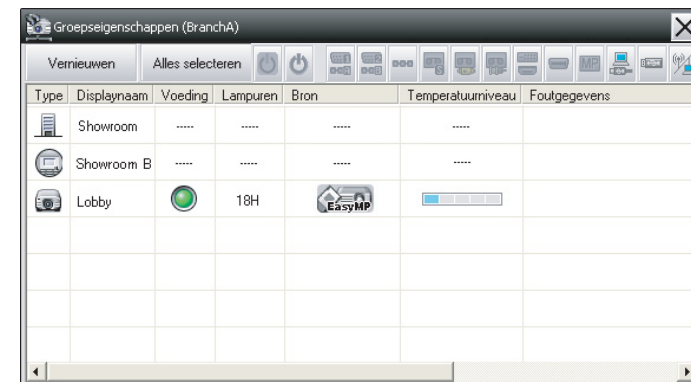 Groepseigenschappen (BranchA)
Vernieuwen Alles selecteren MP
Type Displaynaam Voeding Lampuren Bron Temperatuurniveau Foutgegevens
Showroom ----- ----- ----- -----
Showroom B ----- ----- ----- -----
Lobby 18H EasyMP